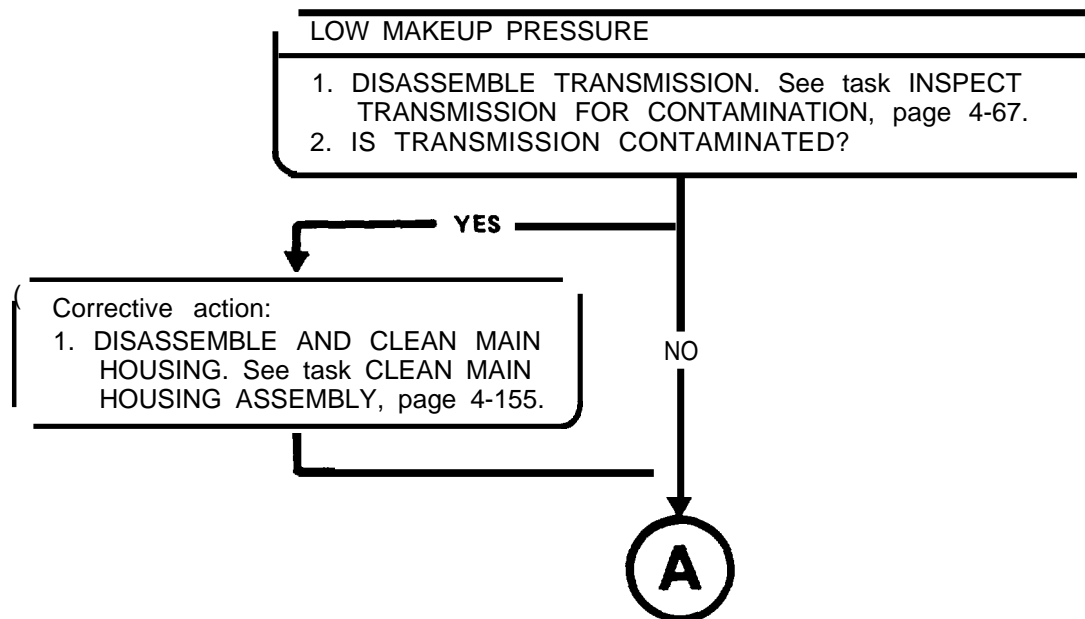 LOW MAKEUP PRESSURE
1. DISASSEMBLE TRANSMISSION. See task INSPECT
TRANSMISSION FOR CONTAMINATION, page 4-67.
2. IS TRANSMISSION CONTAMINATED?
YES
Corrective action:
1. DISASSEMBLE AND CLEAN MAIN
HOUSING. See task CLEAN MAIN
HOUSING ASSEMBLY, page 4-155.
NO
A